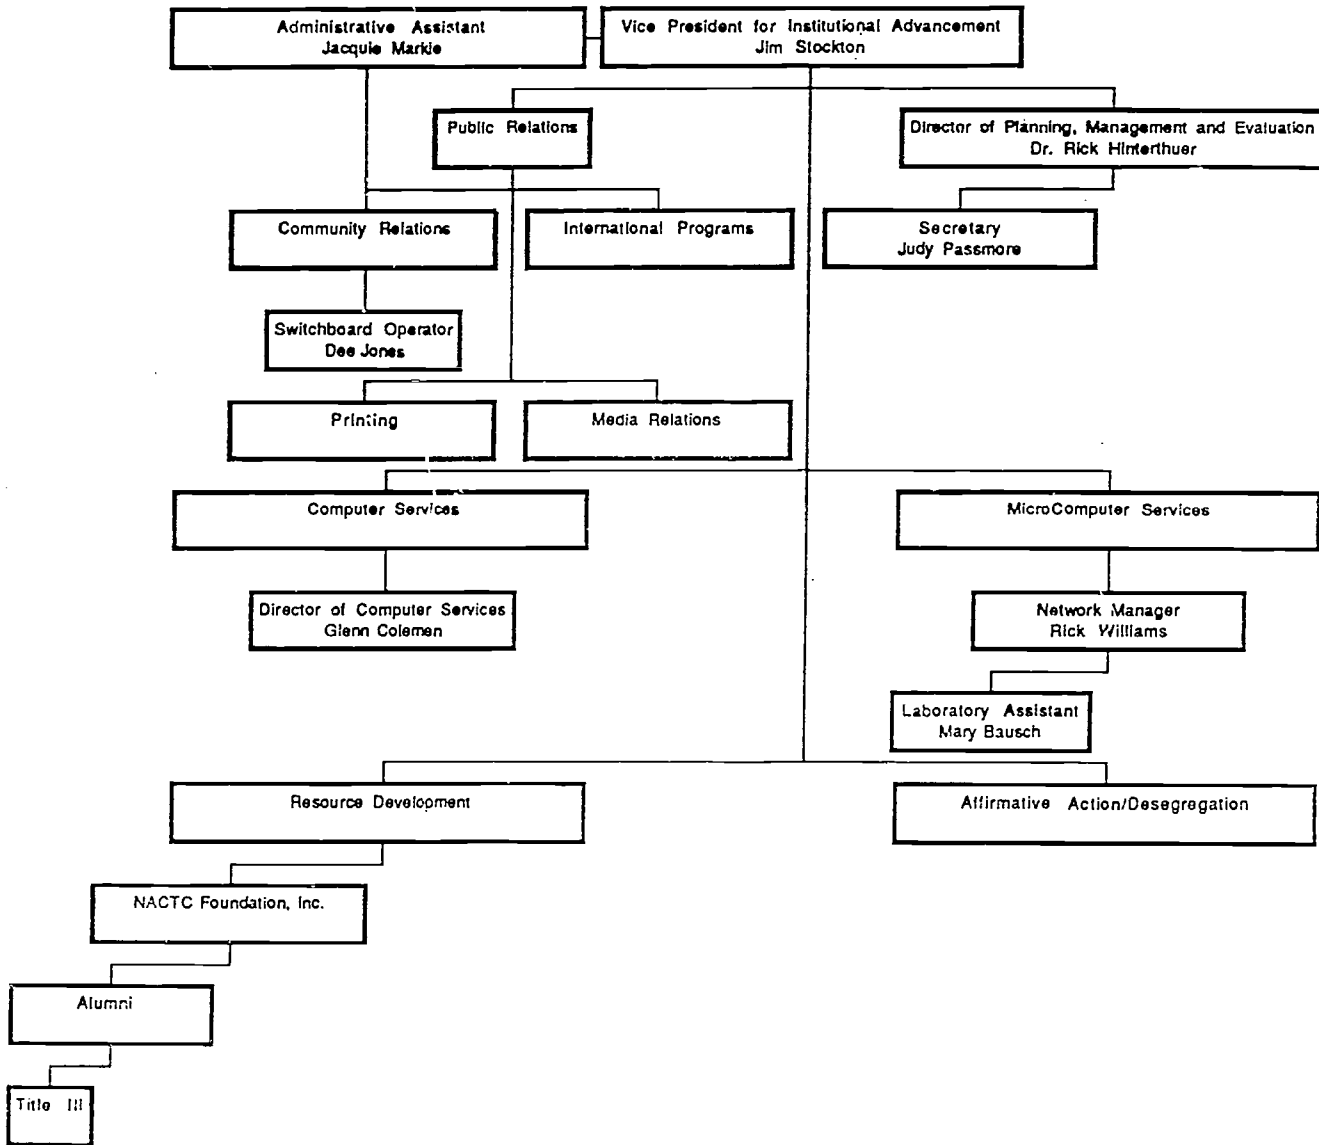 Administrative Assistant
Jacquie Markle
Vice President for Institutional Advancement
Jim Stockton
Public Relations
Director of Planning, Management and Evaluation
Dr. Rick Hinterthuer
Community Relations
International Programs
Secretary
Judy Passmore
Switchboard Operator
Dee Jones
Printing
Media Relations
Computer Services
MicroComputer Services
Director of Computer Services
Glenn Colemen
Network Manager
Rick Williams
Laboratory Assistant
Mary Bausch
Resource Development
Affirmative Action/Desegregation
NACTC Foundation, Inc.
Alumni
Title III